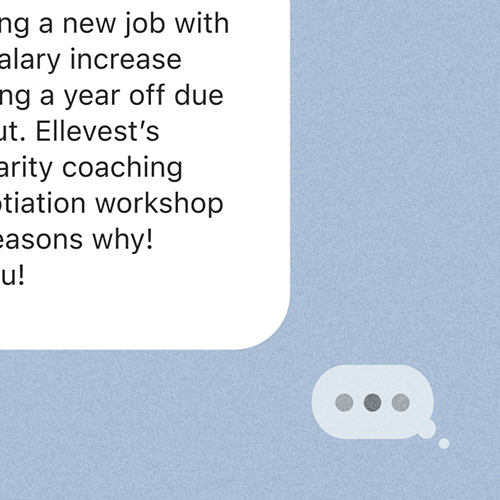 ng a new job with
alary increase
ng a year off due
ut. Ellevest’s
arity coaching
otiation workshop
easons why!
u!